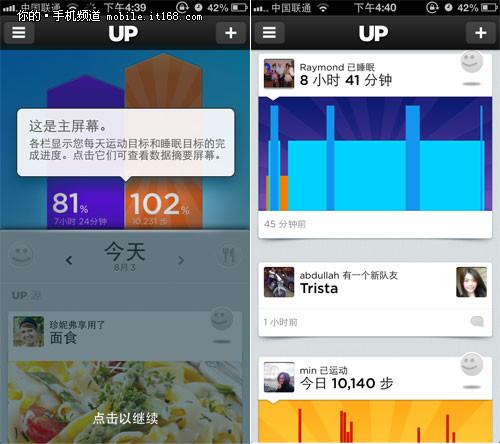 中国联通 下午4:39 42%
你的·手机频道 mobile.it168.com
UP
这是主屏幕。
各栏显示您每天运动目标和睡眠目标的完
成进度。点击它们可查看数据摘要屏幕。
81%
7小时 24分钟
102%
10,231 步
今天
8月 3
UP 源
珍妮弗享用了
面食
点击以继续
中国联通 下午4:40 42%
UP
Raymond 已睡眠
8 小时 41 分钟
45 分钟前
abdullah 有一个新队友
Trista
1 小时前
min 已运动
今日 10,140 步